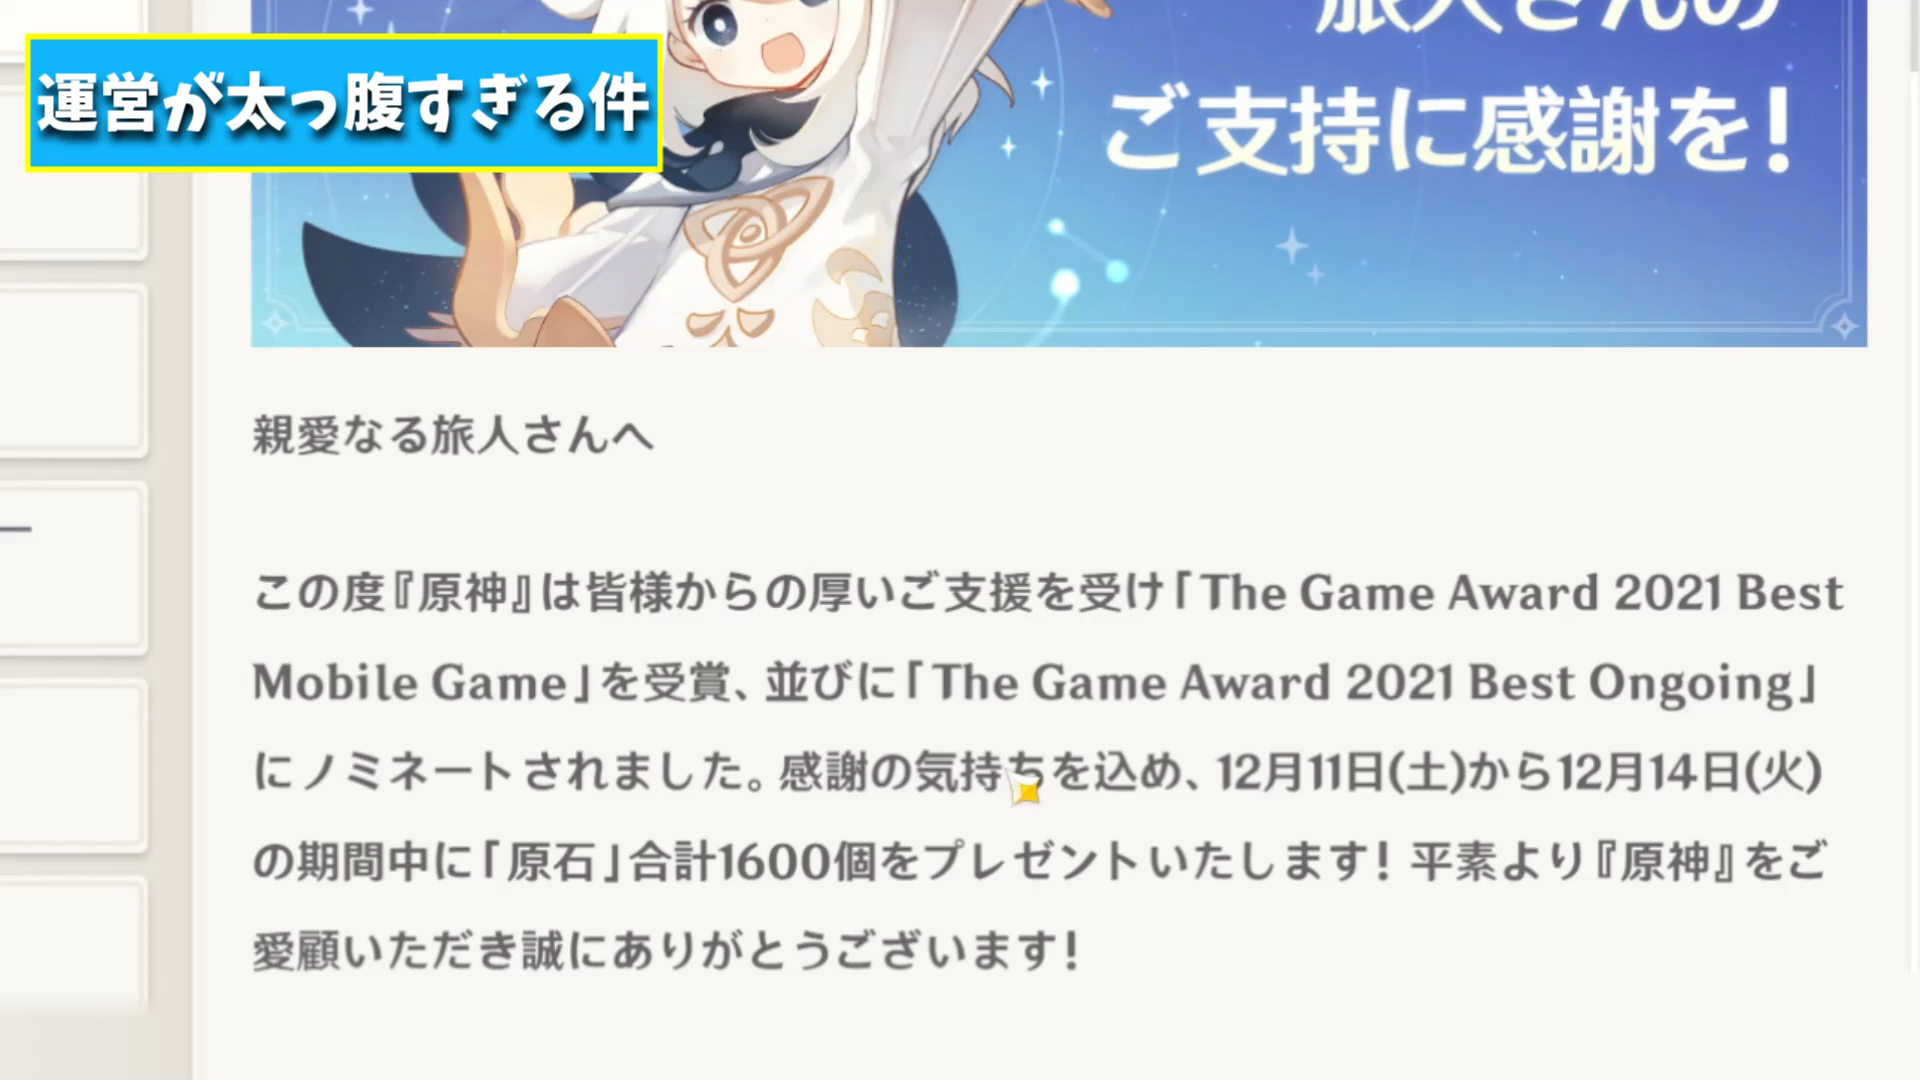 運営が太っ腹すぎる件
旅人さんの
ご支持に感謝を！
親愛なる旅人さんへ
この度『原神』は皆様からの厚いご支援を受け「The Game Award 2021 Best
Mobile Game」を受賞、並びに「The Game Award 2021 Best Ongoing」
にノミネートされました。感謝の気持ちを込め、12月11日(土)から12月14日(火)
の期間中に「原石」合計1600個をプレゼントいたします！平素より『原神』をご
愛顧いただき誠にありがとうございます！